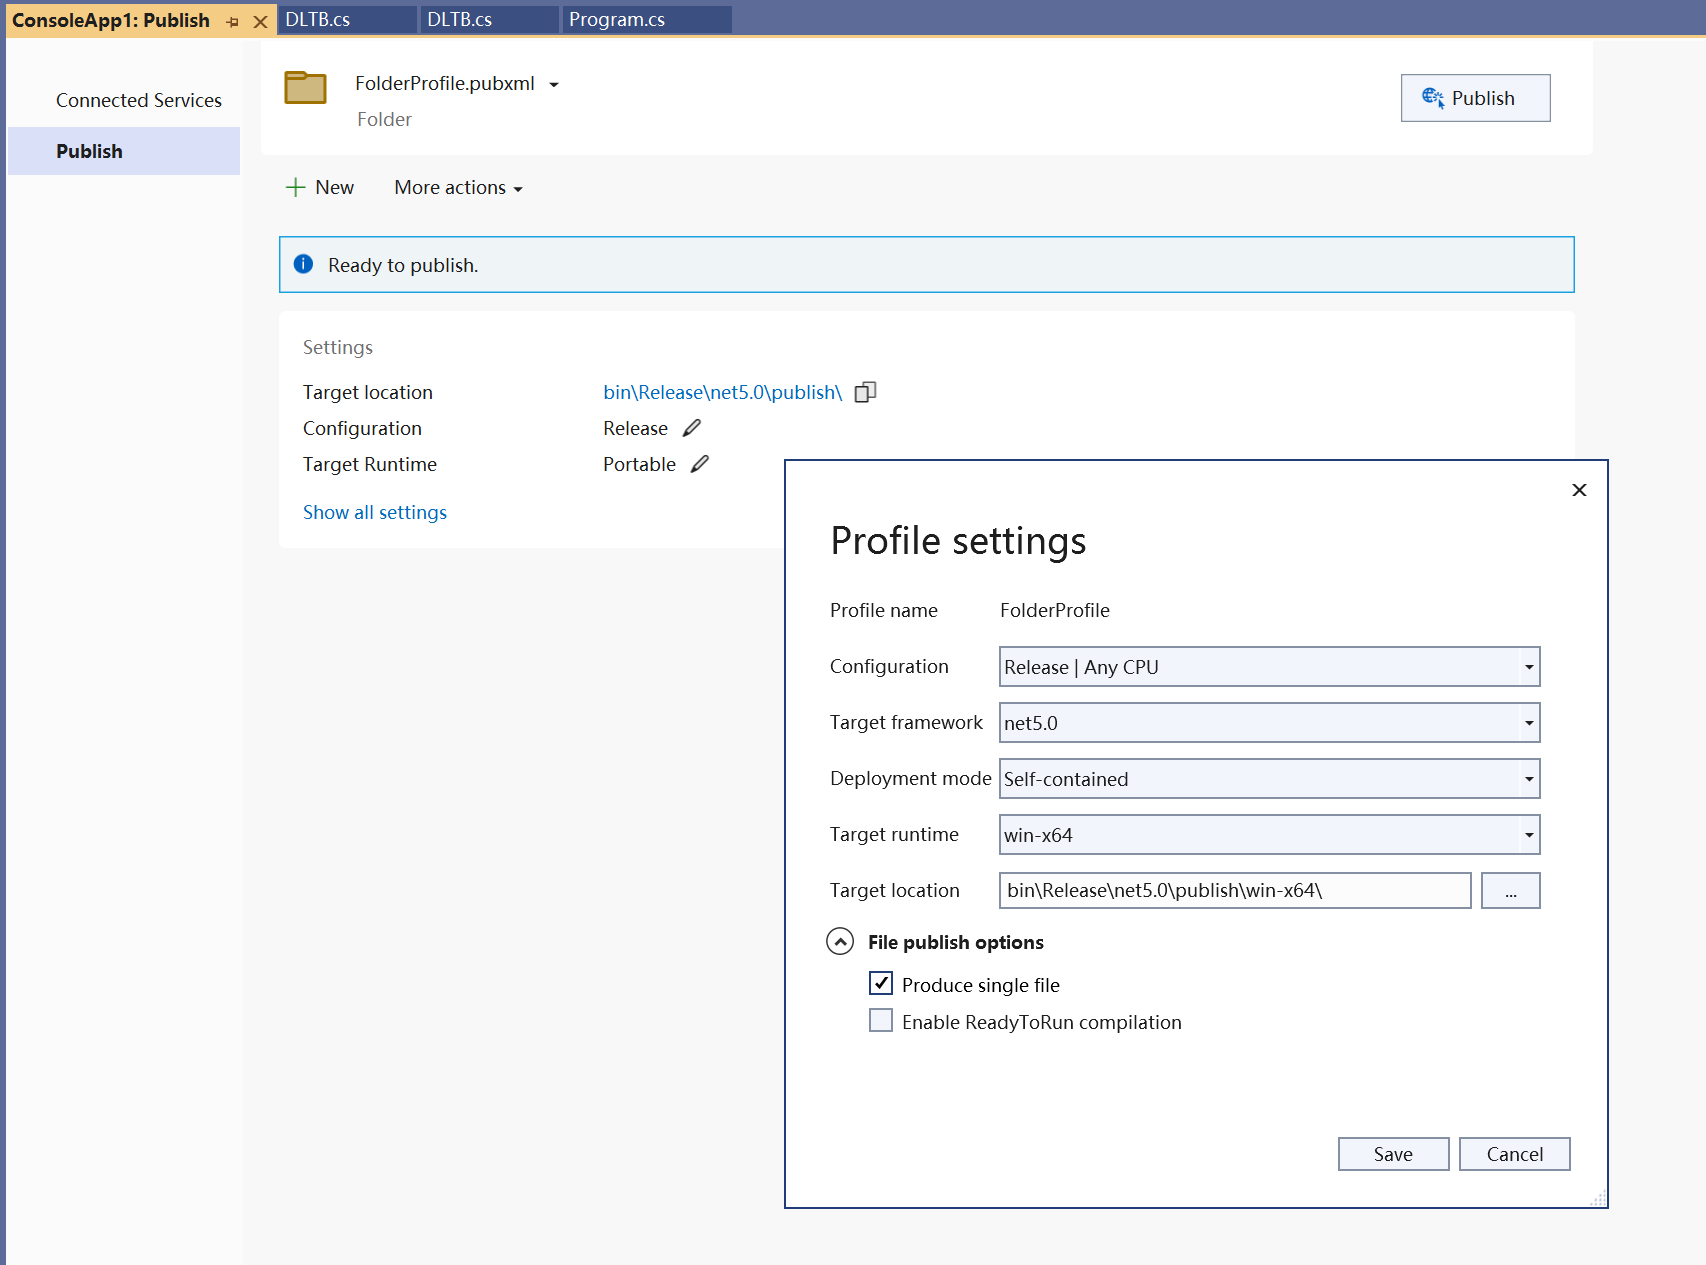 ConsoleApp1: Publish
DLTB.cs
DLTB.cs
Program.cs
Connected Services
Publish
FolderProfile.pubxml
Folder
Publish
New
More actions
Ready to publish.
Settings
Target location bin\Release\net5.0\publish\
Configuration Release
Target Runtime Portable
Show all settings
Profile settings
Profile name FolderProfile
Configuration Release | Any CPU
Target framework net5.0
Deployment mode Self-contained
Target runtime win-x64
Target location bin\Release\net5.0\publish\win-x64\ ...
File publish options
Produce single file
Enable ReadyToRun compilation
Save Cancel